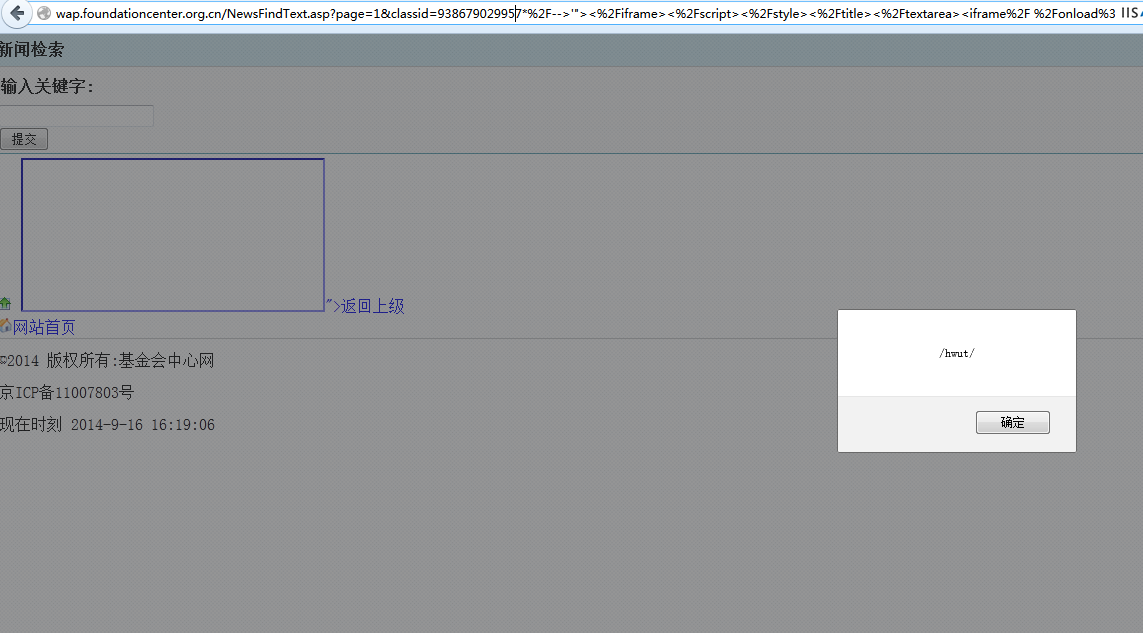 wap.foundationcenter.org.cn/NewsFindText.asp?page=1&classid=938679029957*%2F-->'"><%2Fiframe><%2Fscript><%2Fstyle><%2Ftitle><%2Ftextarea><iframe%2F %2Fonload%3
新闻检索
输入关键字:
提交
">返回上级
网站首页
©2014 版权所有:基金会中心网
京ICP备11007803号
现在时刻 2014-9-16 16:19:06
/hwut/
确定